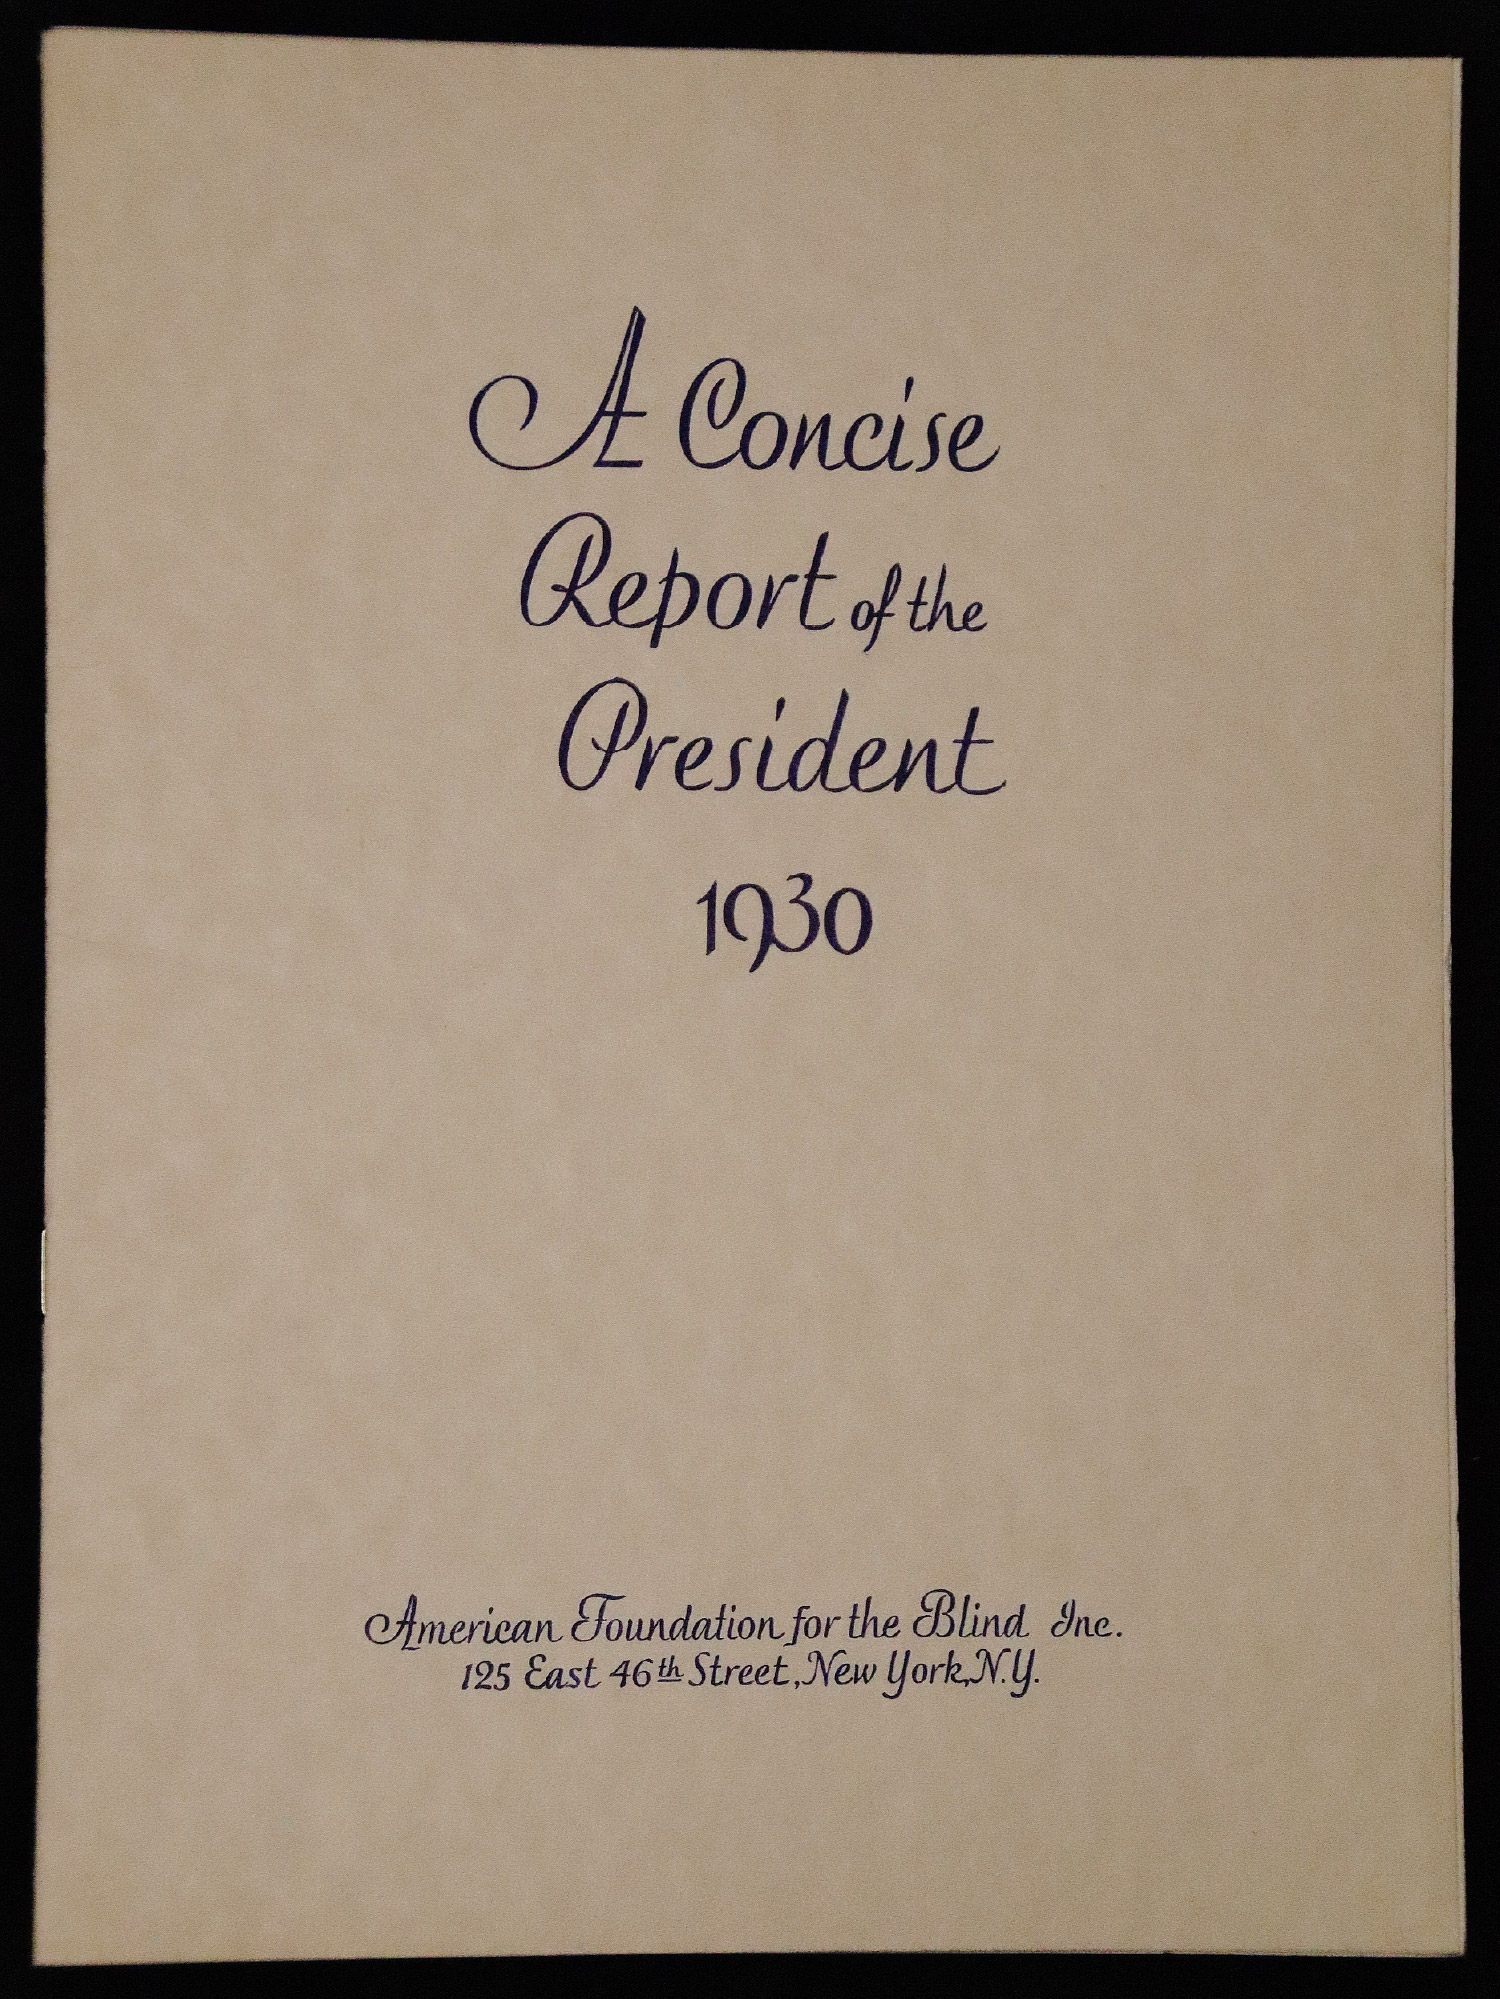 A Concise
Report of the
President
1930
American Foundation for the Blind Inc.
125 East 46th Street, New York, N.Y.